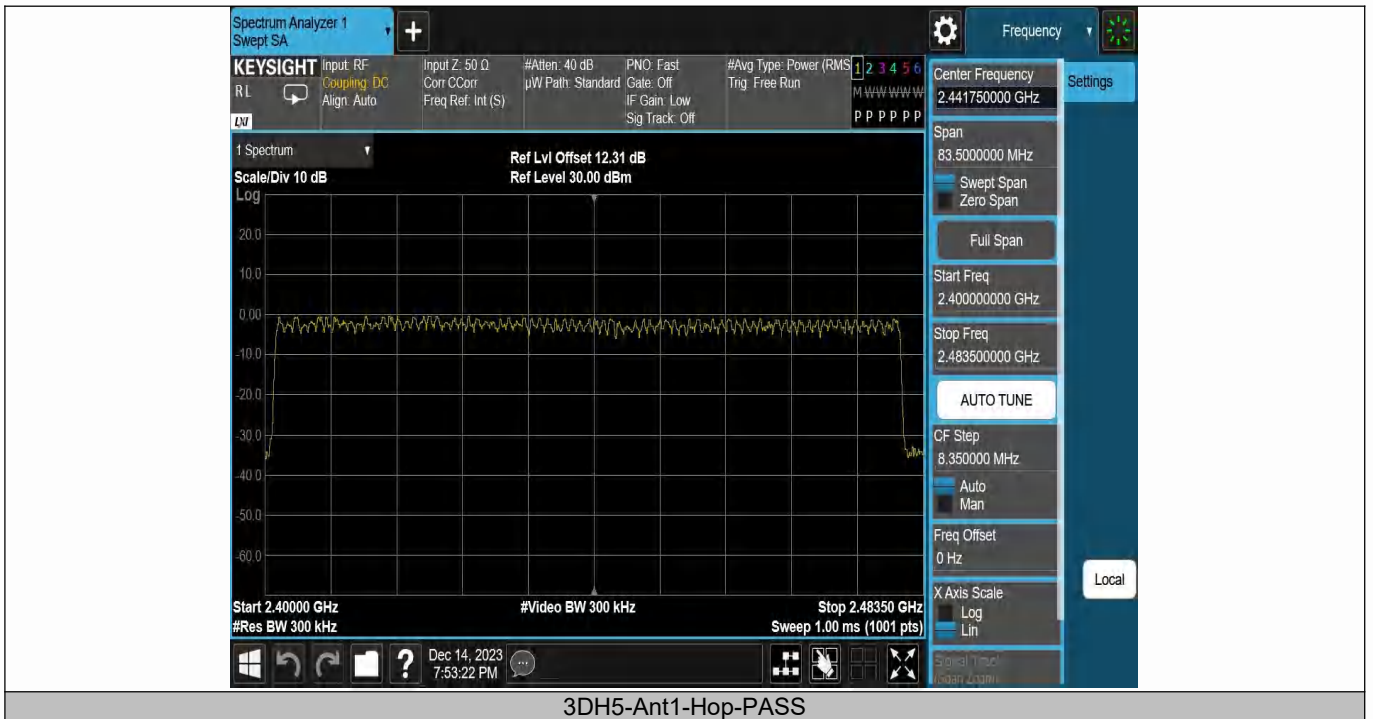 Spectrum Analyzer 1
Swept SA
Frequency
KEYSIGHT
RL
LXI
Input: RF
Coupling: DC
Align: Auto
Input Z: 50 Ω
Corr CCorr
Freq Ref: Int (S)
#Atten: 40 dB
µW Path: Standard
PNO: Fast
Gate: Off
IF Gain: Low
Sig Track: Off
#Avg Type: Power (RMS
Trig: Free Run
1 2 3 4 5 6
M W W W W W
P P P P P P
1 Spectrum
Scale/Div 10 dB
Ref Lvl Offset 12.31 dB
Ref Level 30.00 dBm
Log
20.0
10.0
0.00
-10.0
-20.0
-30.0
-40.0
-50.0
-60.0
Start 2.40000 GHz
#Video BW 300 kHz
Stop 2.48350 GHz
#Res BW 300 kHz
Sweep 1.00 ms (1001 pts)
Dec 14, 2023
7:53:22 PM
Center Frequency
2.441750000 GHz
Settings
Span
83.5000000 MHz
Swept Span
Zero Span
Full Span
Start Freq
2.400000000 GHz
Stop Freq
2.483500000 GHz
AUTO TUNE
CF Step
8.350000 MHz
Auto
Man
Freq Offset
0 Hz
X Axis Scale
Log
Lin
Signal Track
(Span Zoom)
Local
3DH5-Ant1-Hop-PASS